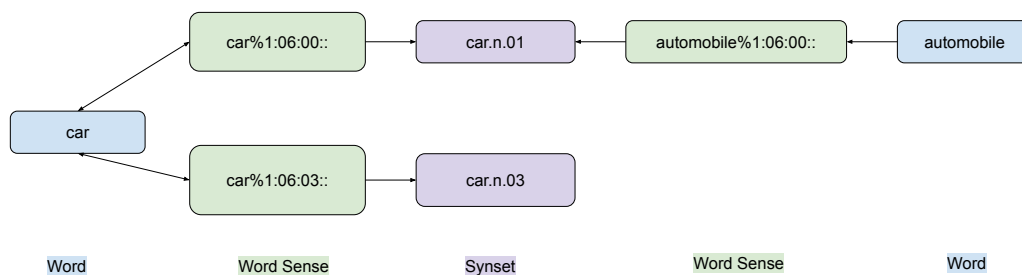 car%1:06:00::
car.n.01
automobile%1:06:00::
automobile
car
car%1:06:03::
car.n.03
Word
Word Sense
Synset
Word Sense
Word